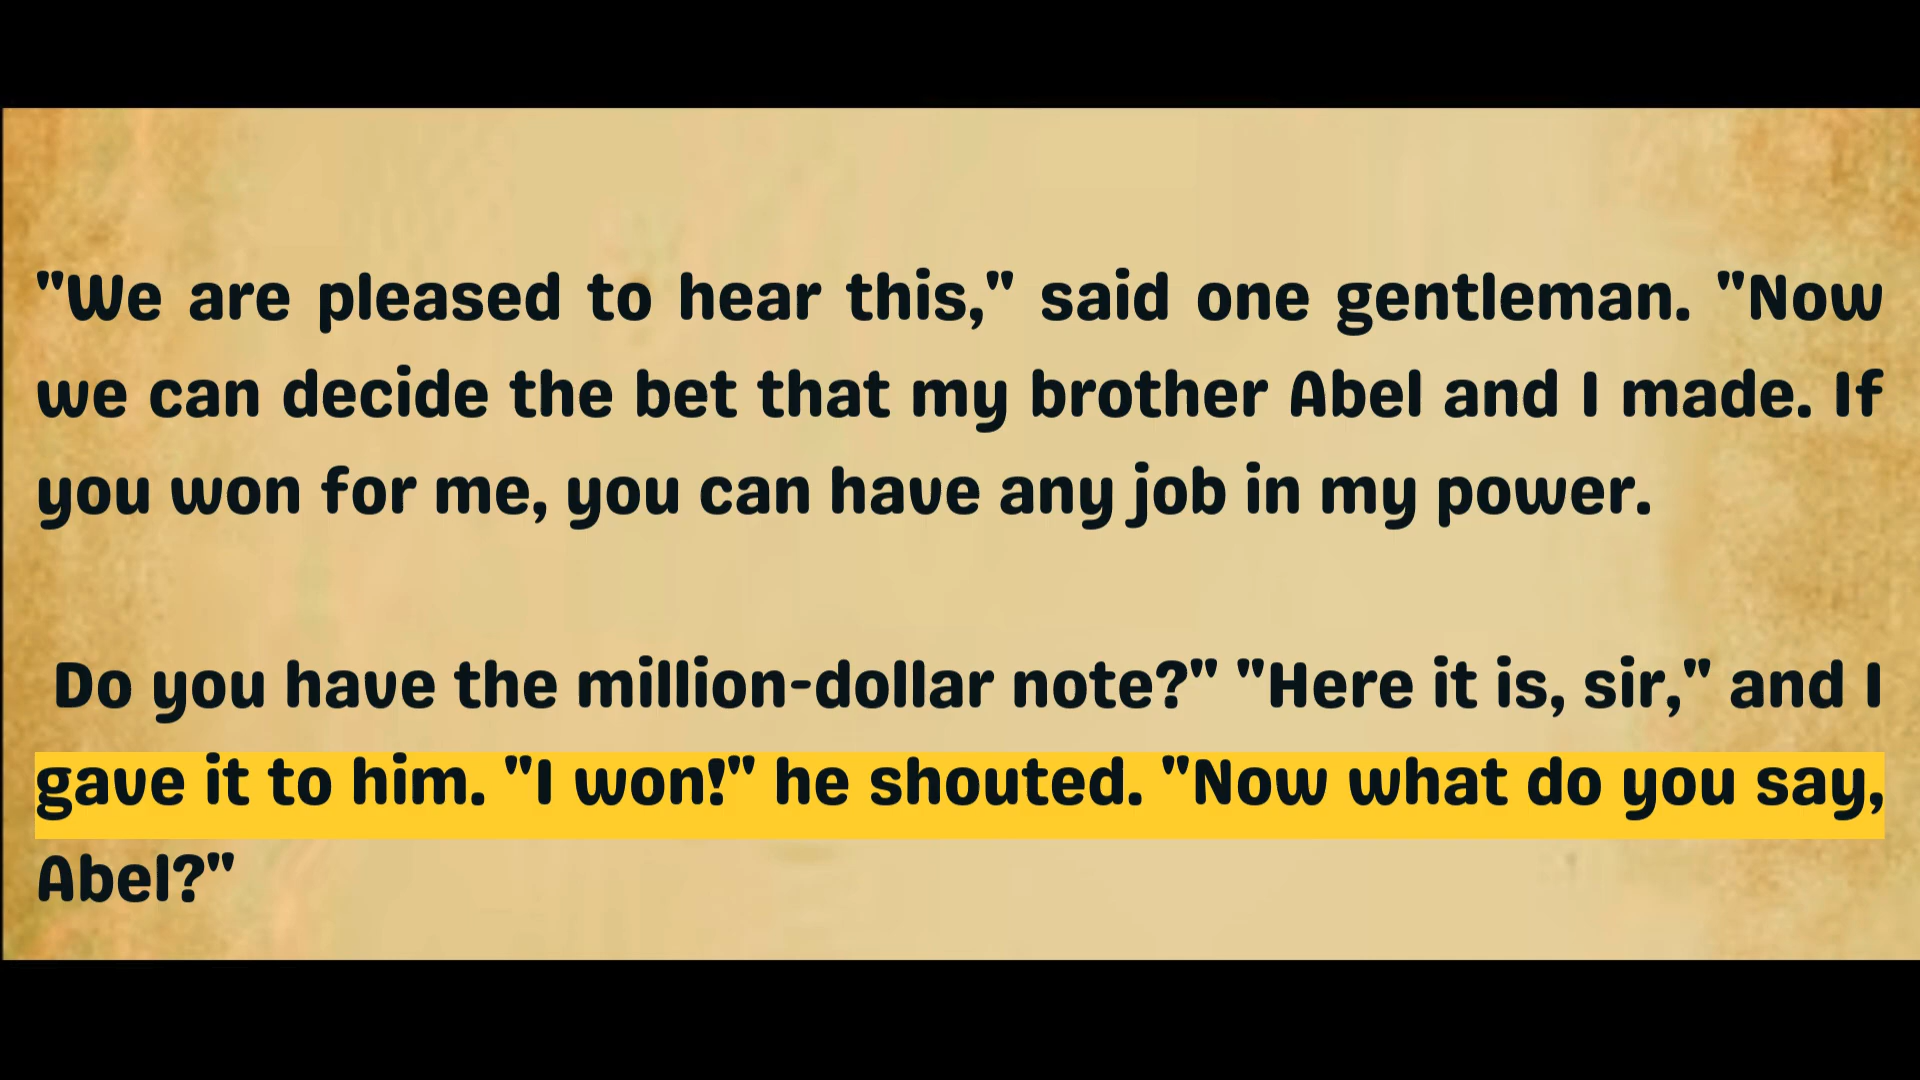 "We are pleased to hear this," said one gentleman. "Now
we can decide the bet that my brother Abel and I made. If
you won for me, you can have any job in my power.
Do you have the million-dollar note?" "Here it is, sir," and I
gave it to him. "I won!" he shouted. "Now what do you say,
Abel?"